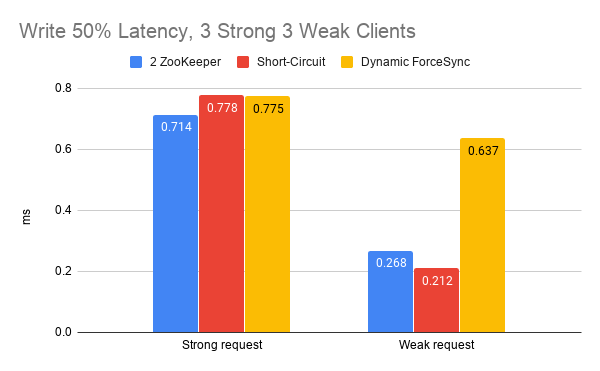 Write 50% Latency, 3 Strong 3 Weak Clients
2 ZooKeeper Short-Circuit Dynamic ForceSync
0.8
0.6
0.4
0.2
0.0
ms
0.714 0.778 0.775
0.268 0.212 0.637
Strong request Weak request